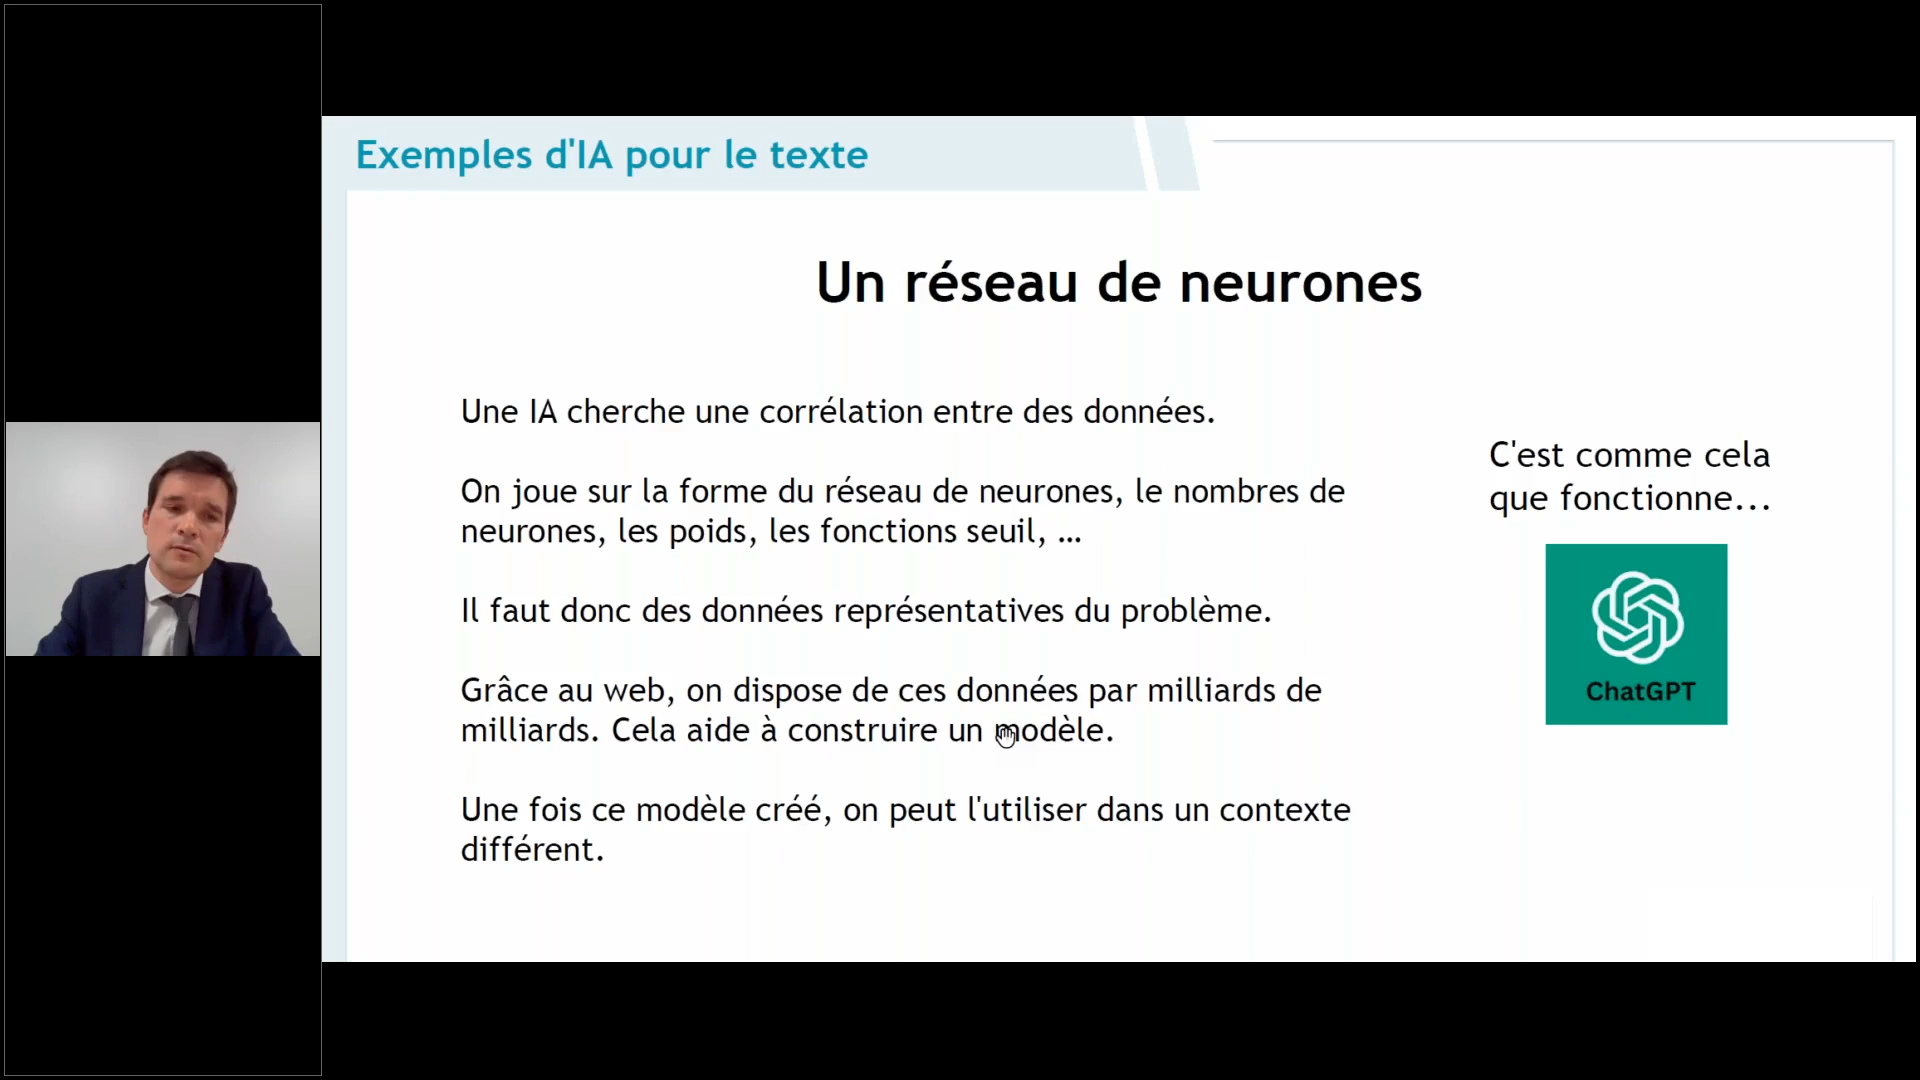 Exemples d'IA pour le texte
Un réseau de neurones
Une IA cherche une corrélation entre des données.
On joue sur la forme du réseau de neurones, le nombres de
neurones, les poids, les fonctions seuil, ...
Il faut donc des données représentatives du problème.
Grâce au web, on dispose de ces données par milliards de
milliards. Cela aide à construire un modèle.
Une fois ce modèle créé, on peut l'utiliser dans un contexte
différent.
C'est comme cela
que fonctionne...
ChatGPT